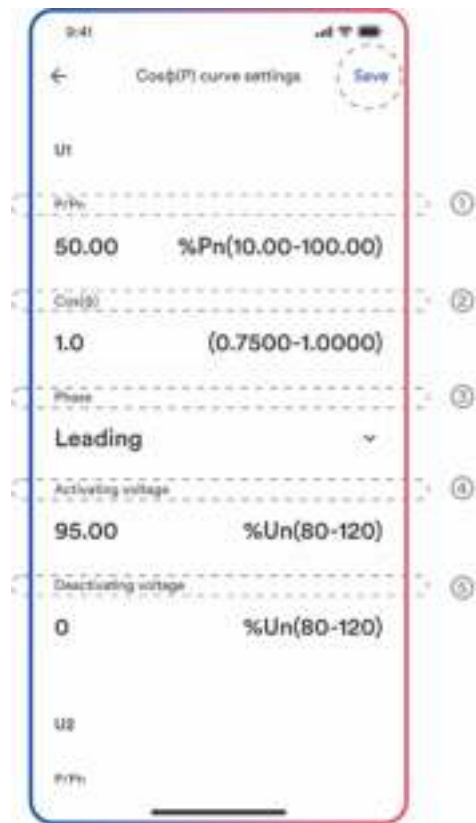 9:41
← Cosϕ(P) curve settings Save
U1
P/Pn
①
50.00 %Pn(10.00-100.00)
Cos(ϕ)
②
1.0 (0.7500-1.0000)
Phase
③
Leading
Activating voltage
④
95.00 %Un(80-120)
Deactivating voltage
⑤
0 %Un(80-120)
U2
P/Pn